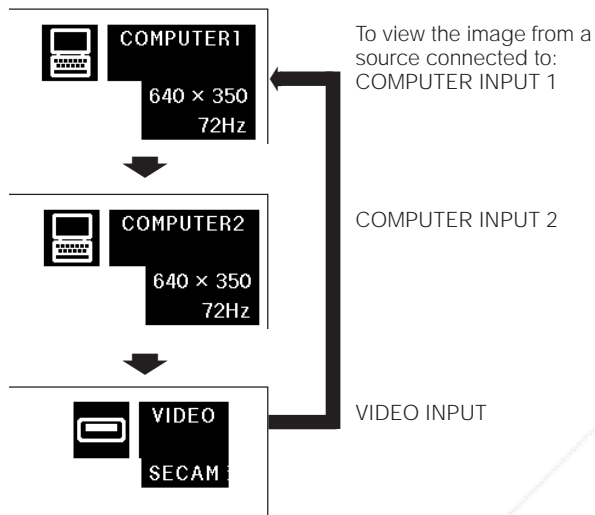 COMPUTER1
640 × 350
72Hz
To view the image from a
source connected to:
COMPUTER INPUT 1
COMPUTER2
640 × 350
72Hz
COMPUTER INPUT 2
VIDEO
SECAM
VIDEO INPUT